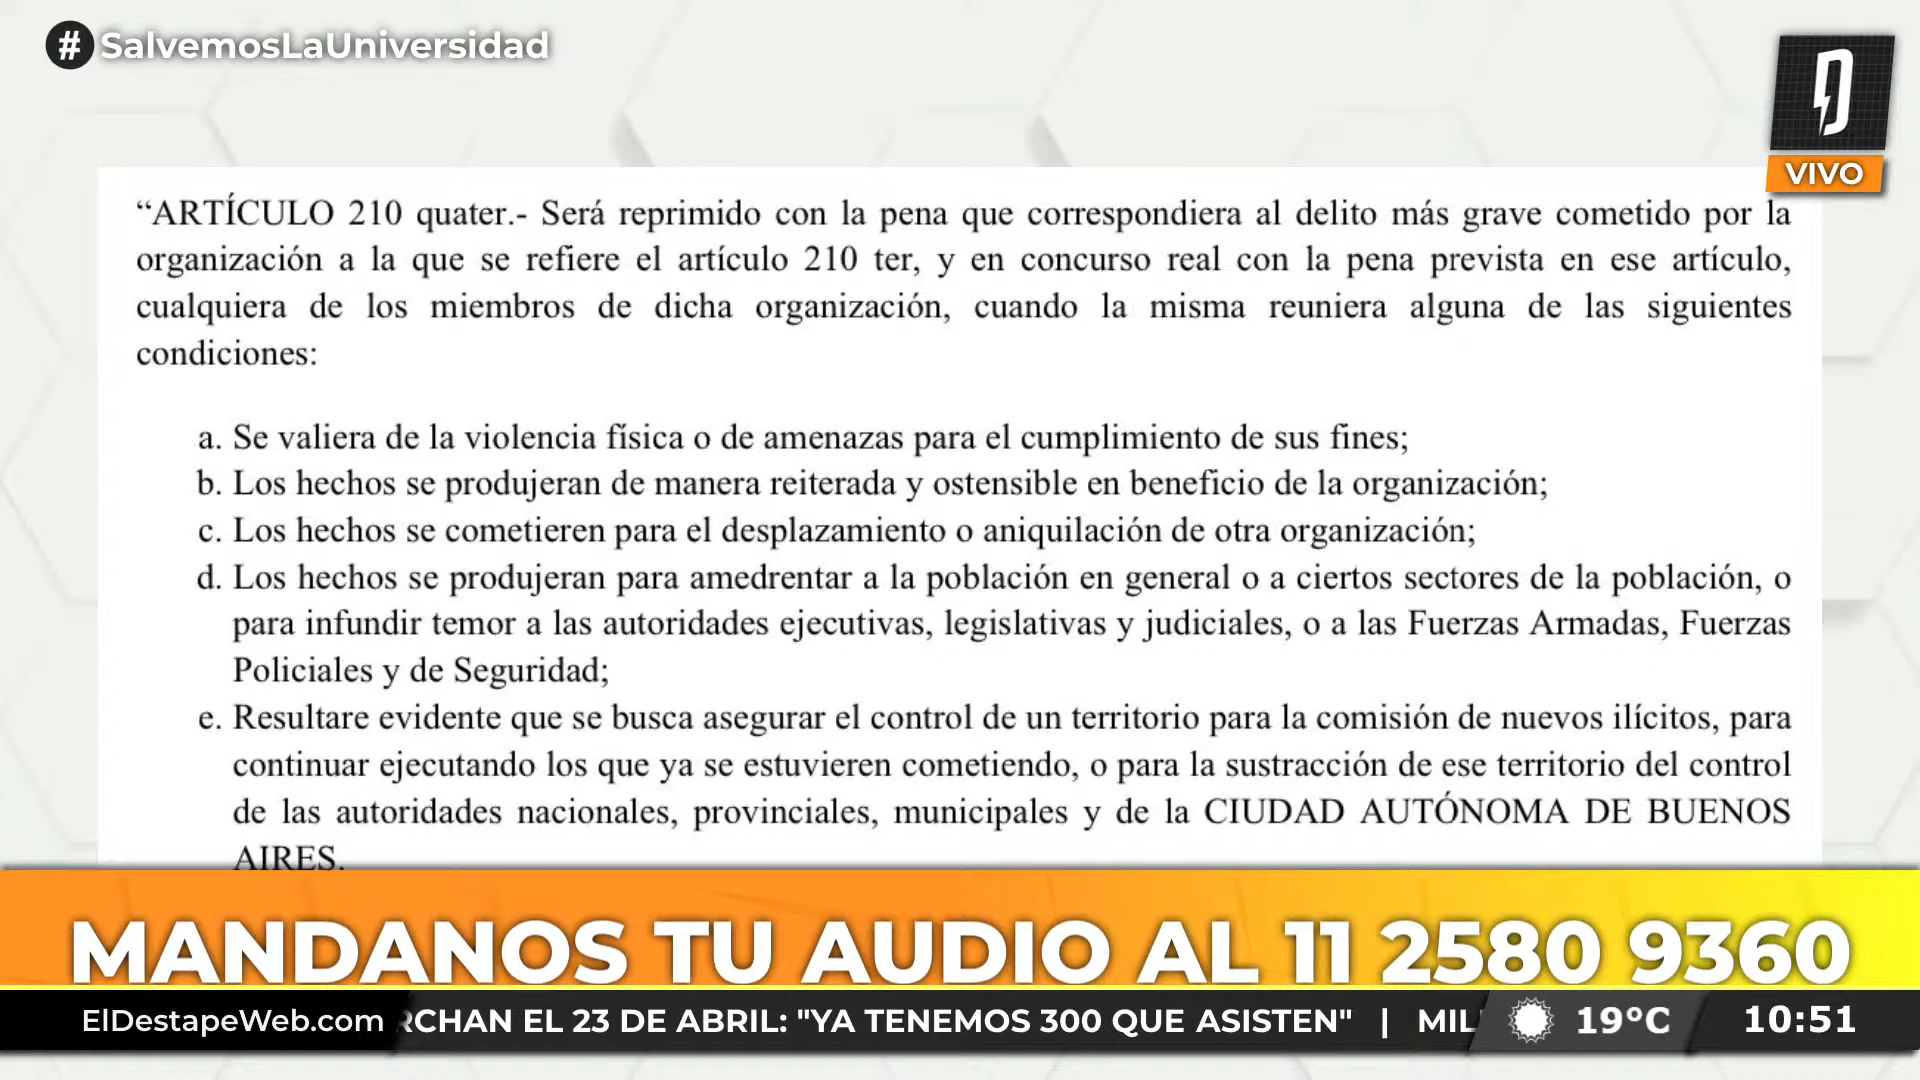 # SalvemosLaUniversidad
VIVO
“ARTÍCULO 210 quater.- Será reprimido con la pena que correspondiera al delito más grave cometido por la
organización a la que se refiere el artículo 210 ter, y en concurso real con la pena prevista en ese artículo,
cualquiera de los miembros de dicha organización, cuando la misma reuniera alguna de las siguientes
condiciones:
a. Se valiera de la violencia física o de amenazas para el cumplimiento de sus fines;
b. Los hechos se produjeran de manera reiterada y ostensible en beneficio de la organización;
c. Los hechos se cometieren para el desplazamiento o aniquilación de otra organización;
d. Los hechos se produjeran para amedrentar a la población en general o a ciertos sectores de la población, o
para infundir temor a las autoridades ejecutivas, legislativas y judiciales, o a las Fuerzas Armadas, Fuerzas
Policiales y de Seguridad;
e. Resultare evidente que se busca asegurar el control de un territorio para la comisión de nuevos ilícitos, para
continuar ejecutando los que ya se estuvieren cometiendo, o para la sustracción de ese territorio del control
de las autoridades nacionales, provinciales, municipales y de la CIUDAD AUTÓNOMA DE BUENOS
AIRES.
MANDANOS TU AUDIO AL 11 2580 9360
ElDestapeWeb.com RCHAN EL 23 DE ABRIL: "YA TENEMOS 300 QUE ASISTEN" | MIL 19°C 10:51